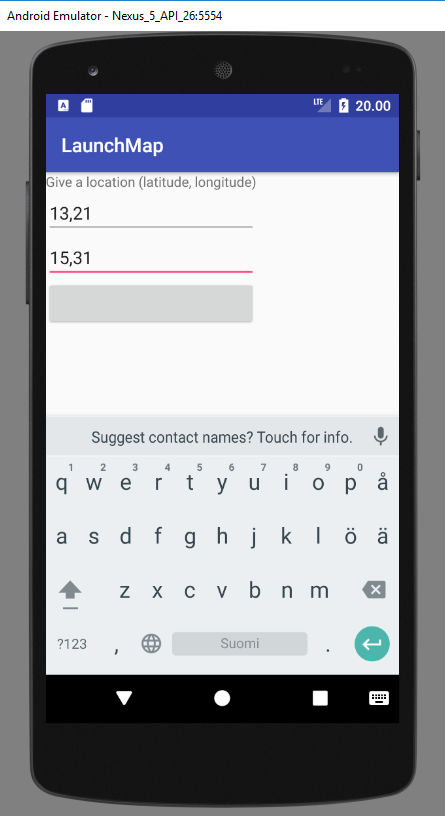 Android Emulator - Nexus_5_API_26:5554
A LTE 20.00
LaunchMap
Give a location (latitude, longitude)
13,21
15,31
Suggest contact names? Touch for info.
1 2 3 4 5 6 7 8 9 0
q w e r t y u i o p å
a s d f g h j k l ö ä
z x c v b n m
?123 , Suomi .